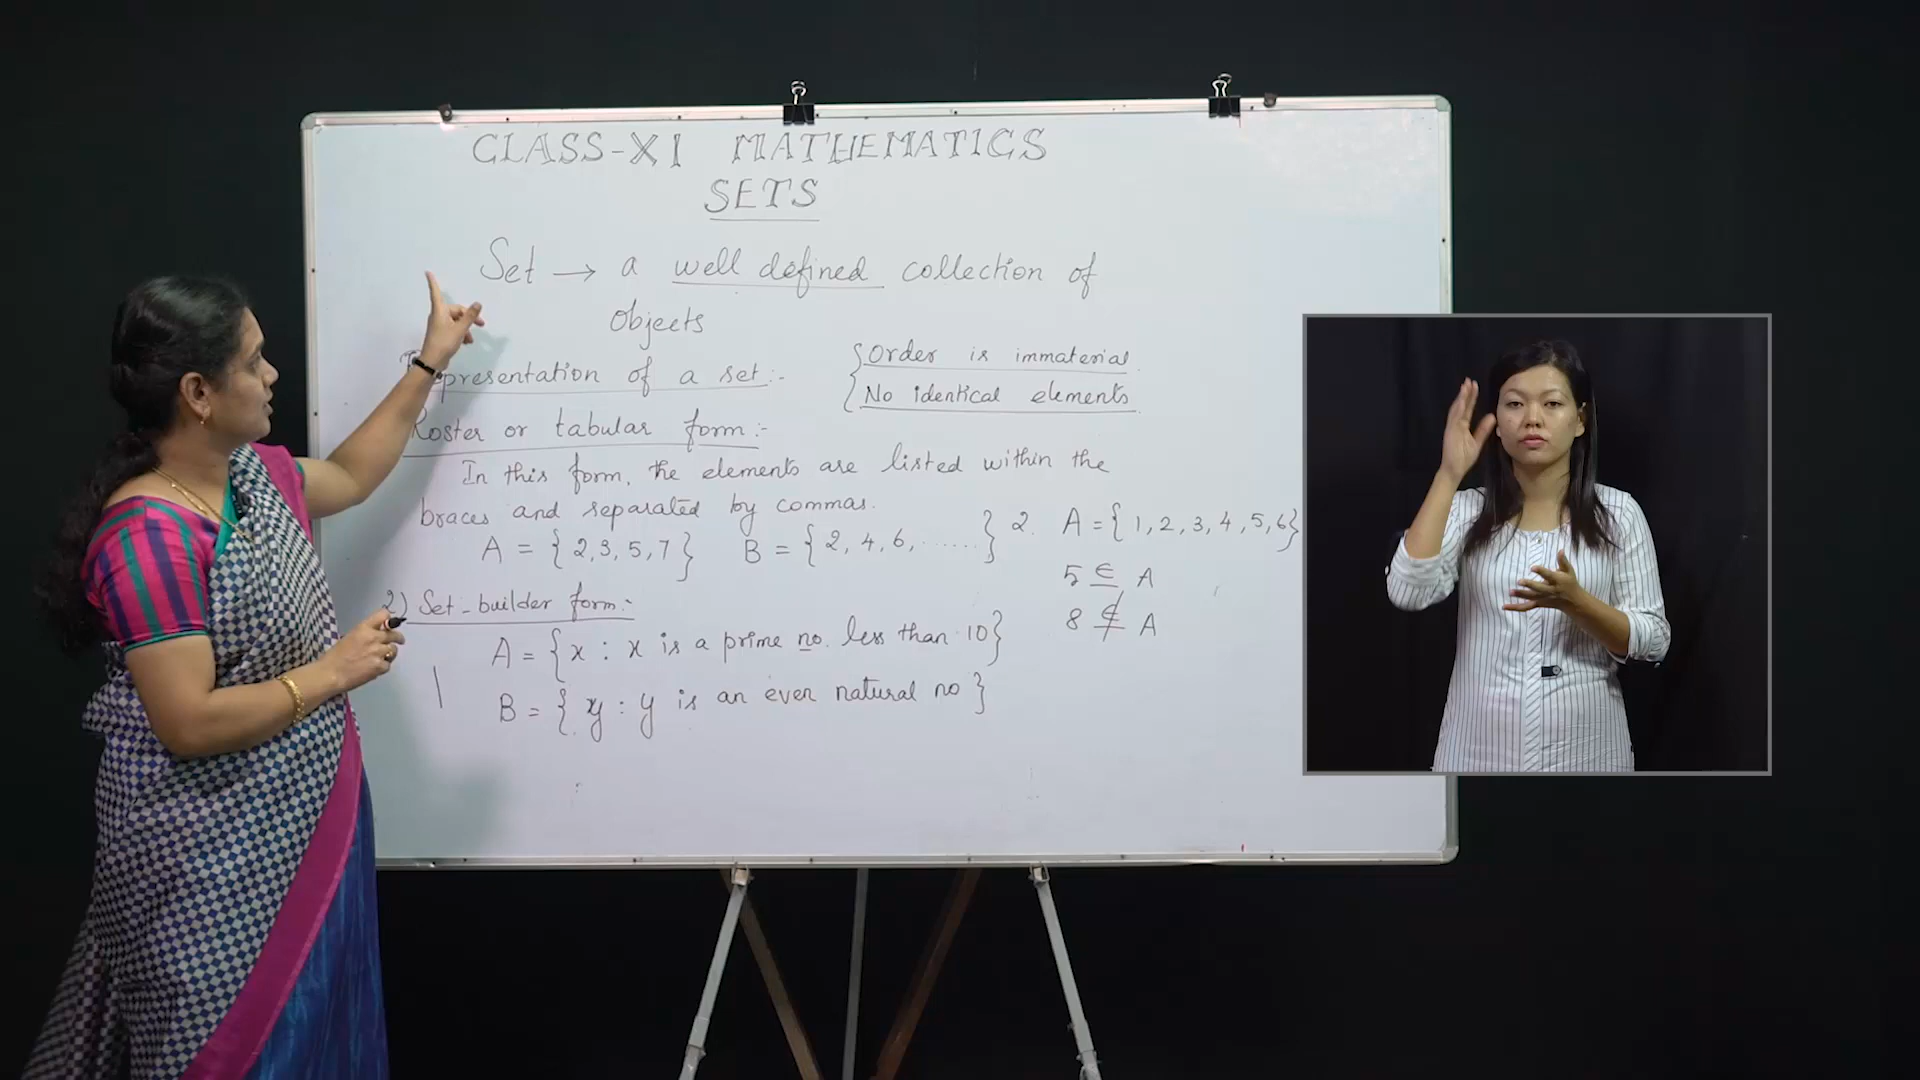 CLASS-XI MATHEMATICS
SETS
Set → a well defined collection of
objects
Representation of a set:-
{Order is immaterial
No identical elements
Roster or tabular form:-
In this form, the elements are listed within the
braces and separated by commas.
A = {2,3,5,7} B = {2,4,6,......}
2) Set-builder form:-
A = {x : x is a prime no. less than 10}
B = {y : y is an even natural no}
2. A = {1,2,3,4,5,6}
5 ∈ A
8 ∉ A